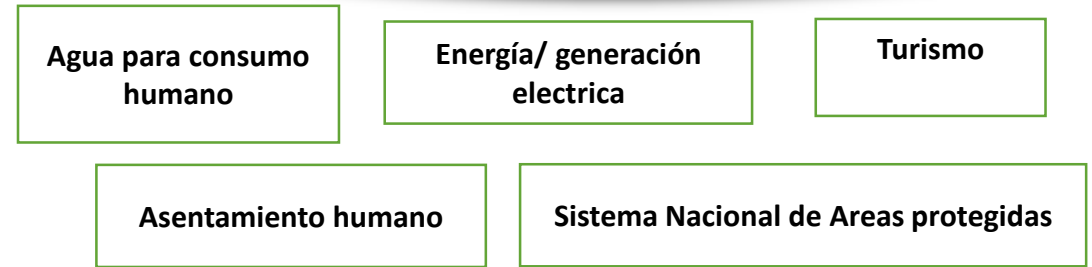 Agua para consumo
humano
Energía/ generación
electrica
Turismo
Asentamiento humano
Sistema Nacional de Areas protegidas